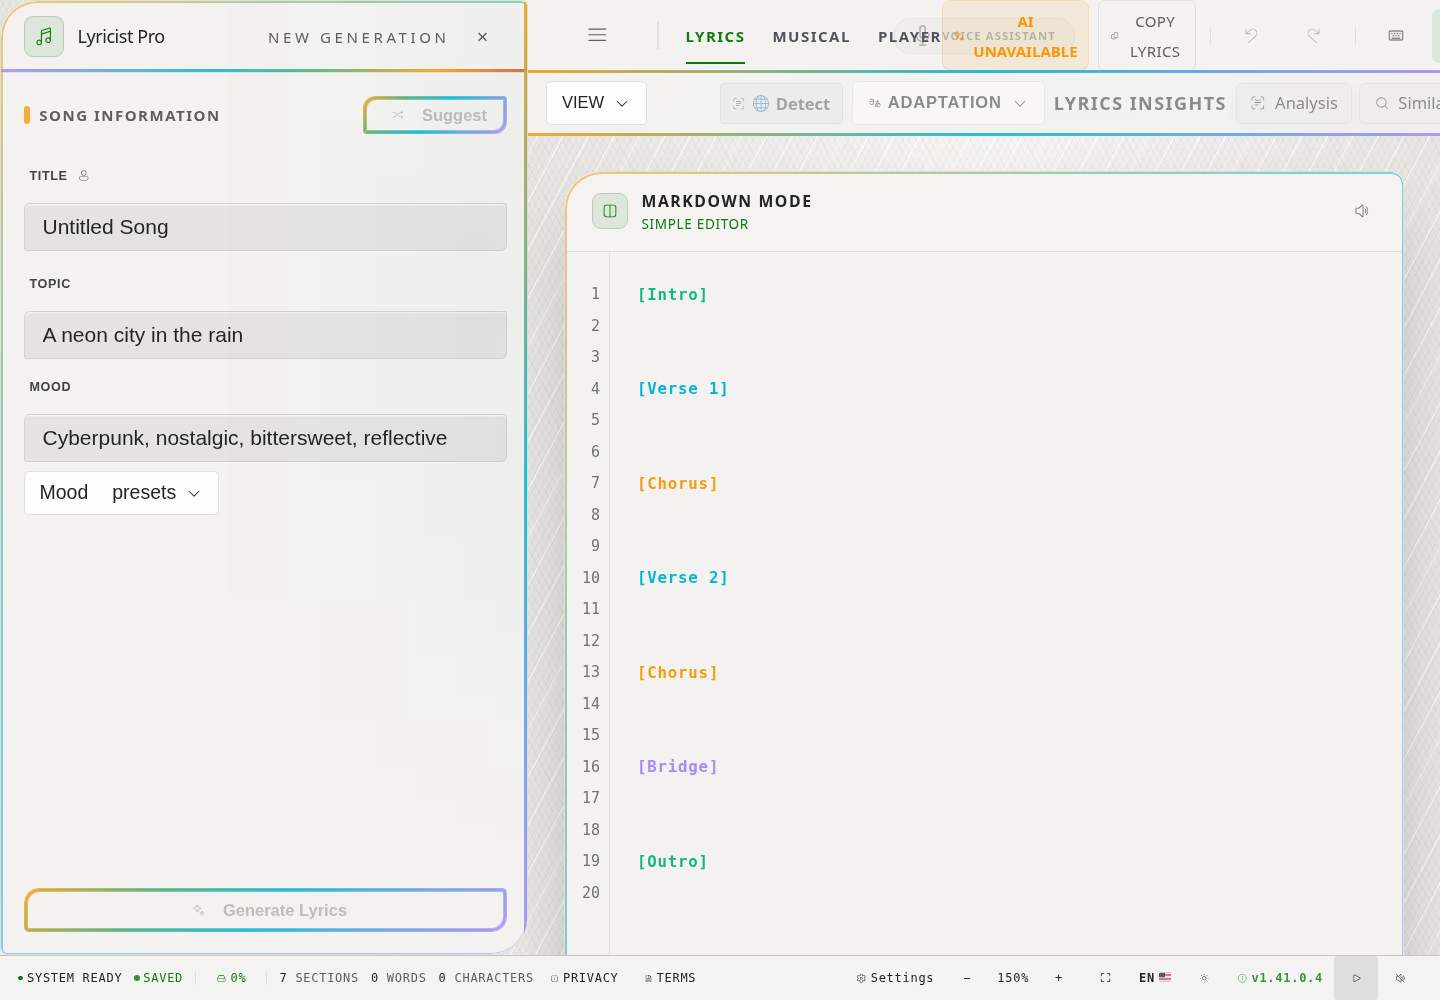 Lyricist Pro
NEW GENERATION
SONG INFORMATION
Suggest
TITLE
Untitled Song
TOPIC
A neon city in the rain
MOOD
Cyberpunk, nostalgic, bittersweet, reflective
Mood presets
Generate Lyrics
LYRICS
MUSICAL
PLAYER
VOICE ASSISTANT
AI
UNAVAILABLE
COPY
LYRICS
VIEW
Detect
ADAPTATION
LYRICS INSIGHTS
Analysis
MARKDOWN MODE
SIMPLE EDITOR
1 [Intro]
2
3
4 [Verse 1]
5
6
7 [Chorus]
8
9
10 [Verse 2]
11
12
13 [Chorus]
14
15
16 [Bridge]
17
18
19 [Outro]
20
SYSTEM READY
SAVED
0%
7 SECTIONS 0 WORDS 0 CHARACTERS
PRIVACY
TERMS
Settings
− 150% +
EN
v1.41.0.4